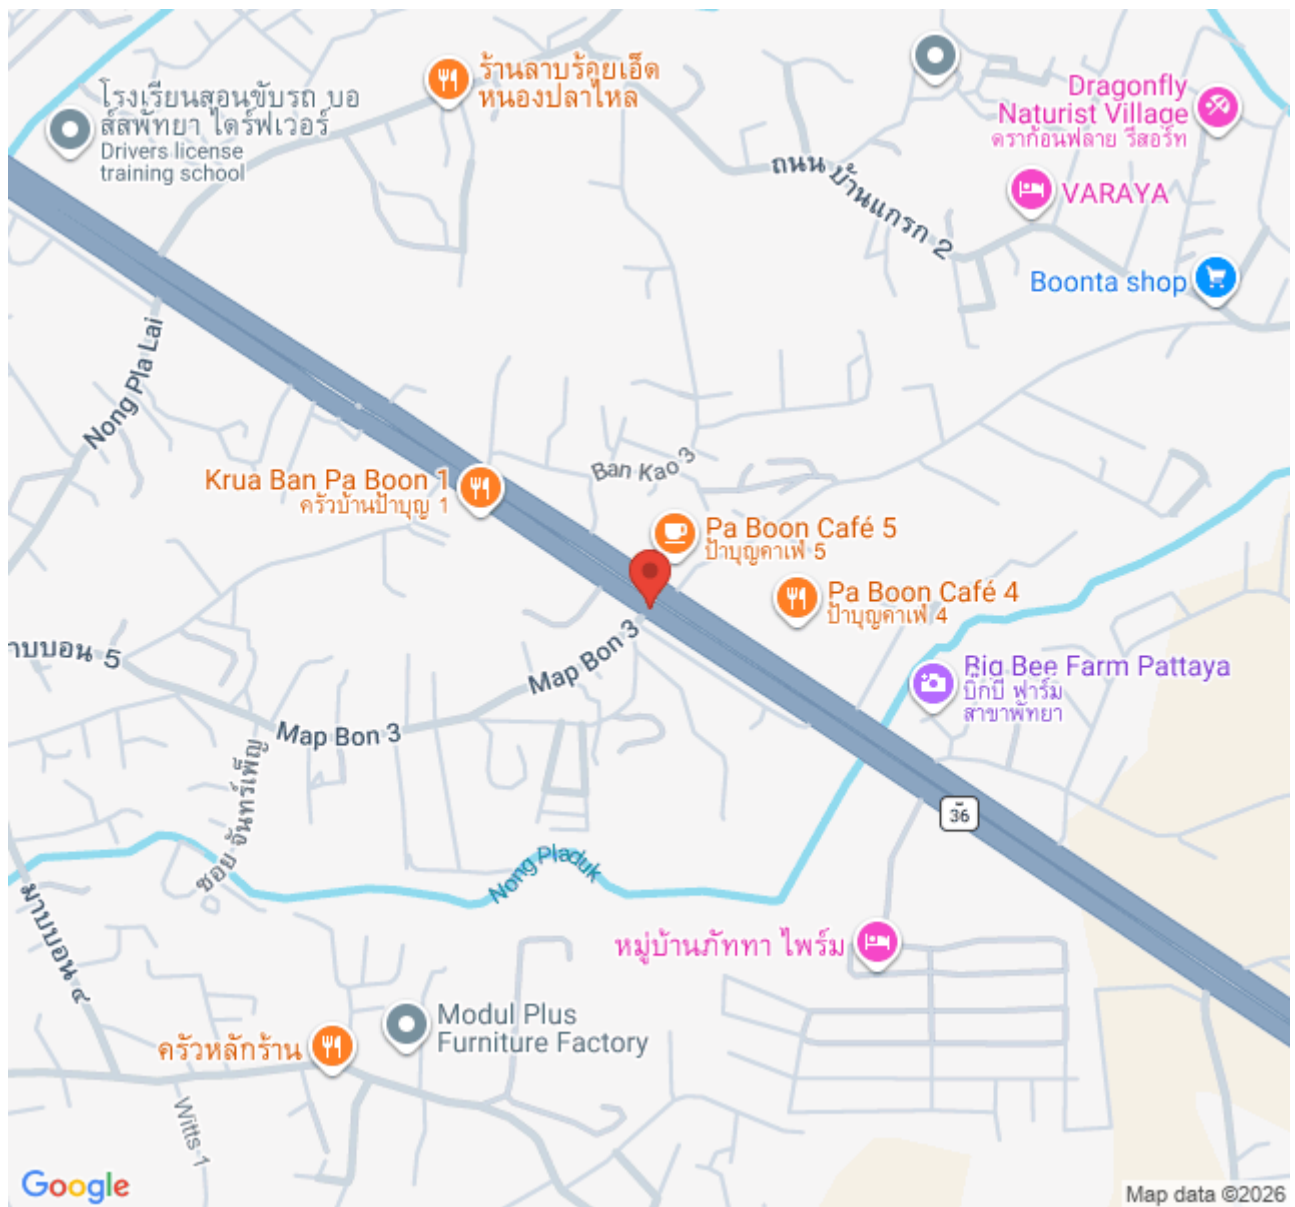 ร้านลาบร้อยเอ็ด
หนองปลาไหล
โรงเรียนสอนขับรถ บอ
ส์สพัทยา ไดร์ฟเวอร์
Drivers license
training school
Dragonfly
Naturist Village
ดราก้อนฟลาย รีสอร์ท
ถนน บ้านแกรก 2
VARAYA
Boonta shop
Nong Pla Lai
Krua Ban Pa Boon 1
ครัวบ้านป้าบุญ 1
Ban Kao 3
Pa Boon Café 5
ป้าบุญคาเฟ่ 5
Pa Boon Café 4
ป้าบุญคาเฟ่ 4
าบบอน 5
Map Bon 3
Map Bon 3
Big Bee Farm Pattaya
บิ๊กบี ฟาร์ม
สาขาพัทยา
ซอย จันทร์เพ็ญ
36
Nong Pladuk
มาบบอน ๔
หมู่บ้านภัททา ไพร์ม
Modul Plus
Furniture Factory
ครัวหลักร้าน
Witts 1
Google
Map data ©2026